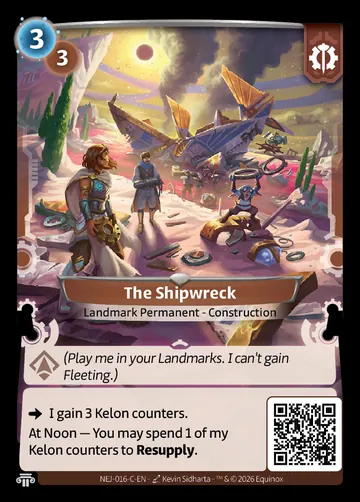 3
3
The Shipwreck
Landmark Permanent - Construction
(Play me in your Landmarks. I can't gain
Fleeting.)
I gain 3 Kelon counters.
At Noon — You may spend 1 of my
Kelon counters to Resupply.
NEJ-016-C-EN - Kevin Sidharta - ™ & © 2026 Equinox